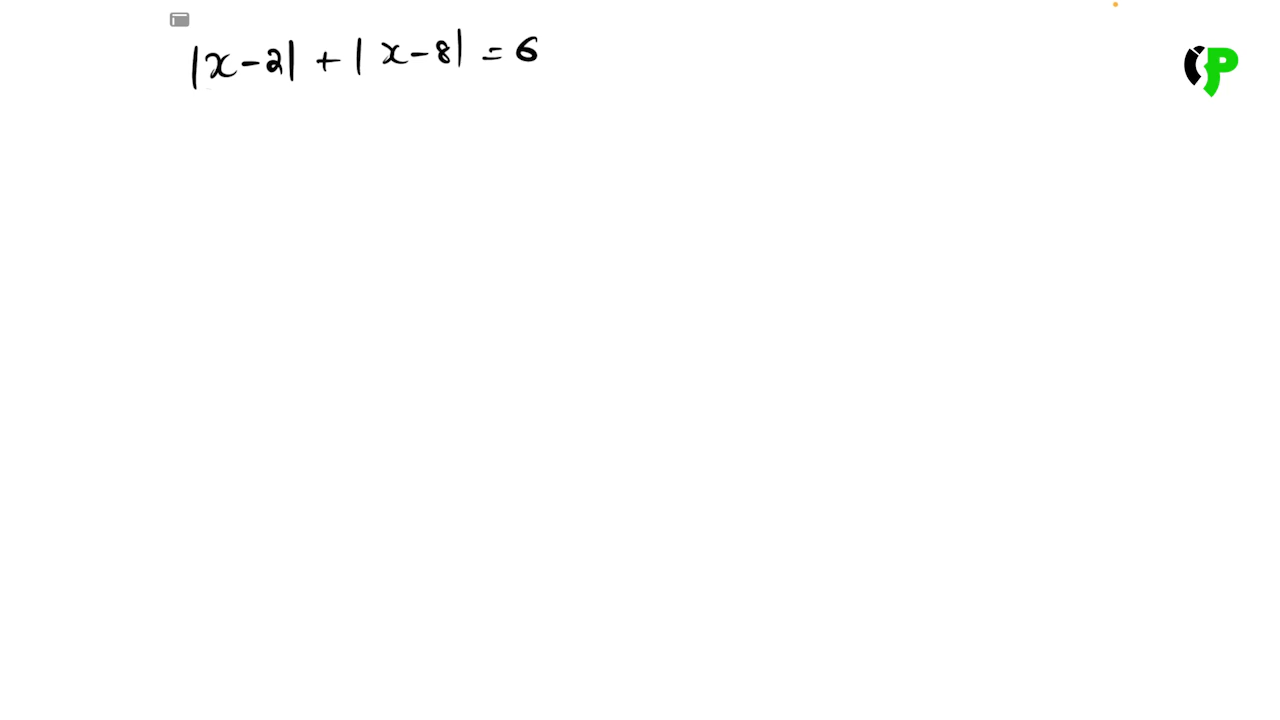 |x-2| + |x-8| = 6
P